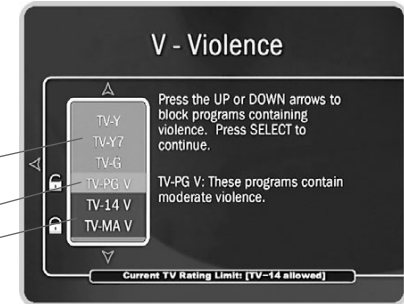 V - Violence
TV-Y
TV-Y7
TV-G
TV-PG V
TV-14 V
TV-MA V
Press the UP or DOWN arrows to
block programs containing
violence. Press SELECT to
continue.
TV-PG V: These programs contain
moderate violence.
Current TV Rating Limit: [TV-14 allowed]